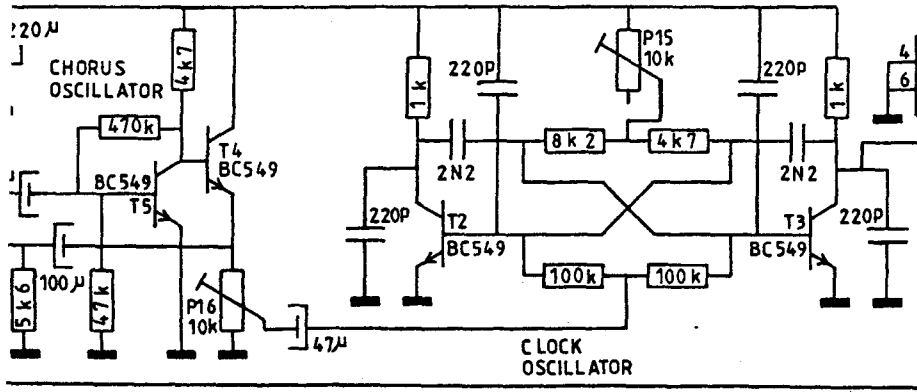 220µ
CHORUS
OSCILLATOR
4k7
470k
T4
BC549
BC549
T5
100µ
5k6
47k
P16
10k
47µ
1k
220P
2N2
220P
T2
BC549
P15
10k
8k2
4k7
100k
100k
CLOCK
OSCILLATOR
220P
1k
2N2
T3
BC549
220P
4
6